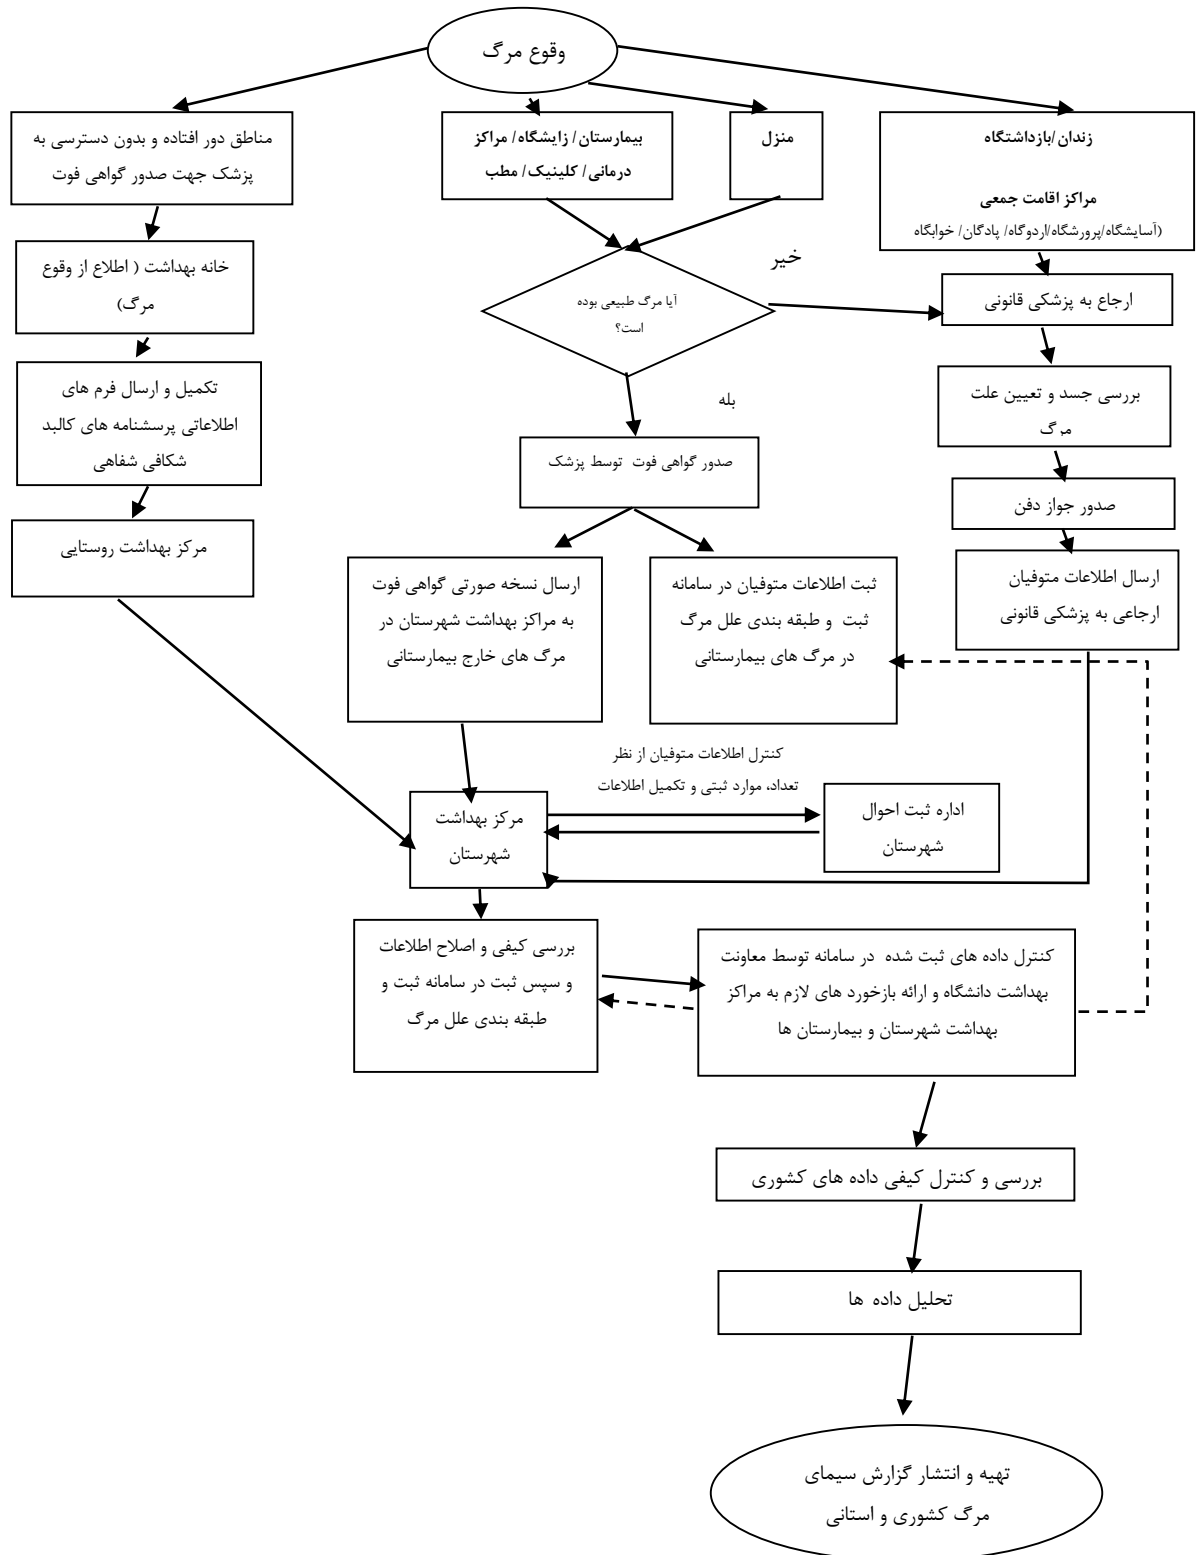 وقوع مرگ
زندان /بازداشتگاه
مراکز اقامت جمعی
(آسایشگاه/پرورشگاه/اردوگاه/ پادگان/ خوابگاه
منزل
بیمارستان/ زایشگاه/ مراکز
درمانی/ کلینیک/ مطب
مناطق دور افتاده و بدون دسترسی به
پزشک جهت صدور گواهی فوت
خانه بهداشت ( اطلاع از وقوع
مرگ)
خیر
آیا مرگ طبیعی بوده
است؟
ارجاع به پزشکی قانونی
تکمیل و ارسال فرم های
اطلاعاتی پرسشنامه های کالبد
شکافی شفاهی
بله
بررسی جسد و تعیین علت
مرگ
صدور گواهی فوت توسط پزشک
صدور جواز دفن
مرکز بهداشت روستایی
ارسال اطلاعات متوفیان
ارجاعی به پزشکی قانونی
ثبت اطلاعات متوفیان در سامانه
ثبت و طبقه بندی علل مرگ
در مرگ های بیمارستانی
ارسال نسخه صورتی گواهی فوت
به مراکز بهداشت شهرستان در
مرگ های خارج بیمارستانی
کنترل اطلاعات متوفیان از نظر
تعداد، موارد ثبتی و تکمیل اطلاعات
اداره ثبت احوال
شهرستان
مرکز بهداشت
شهرستان
بررسی کیفی و اصلاح اطلاعات
و سپس ثبت در سامانه ثبت و
طبقه بندی علل مرگ
کنترل داده های ثبت شده در سامانه توسط معاونت
بهداشت دانشگاه و ارائه بازخورد های لازم به مراکز
بهداشت شهرستان و بیمارستان ها
بررسی و کنترل کیفی داده های کشوری
تحلیل داده ها
تهیه و انتشار گزارش سیمای
مرگ کشوری و استانی